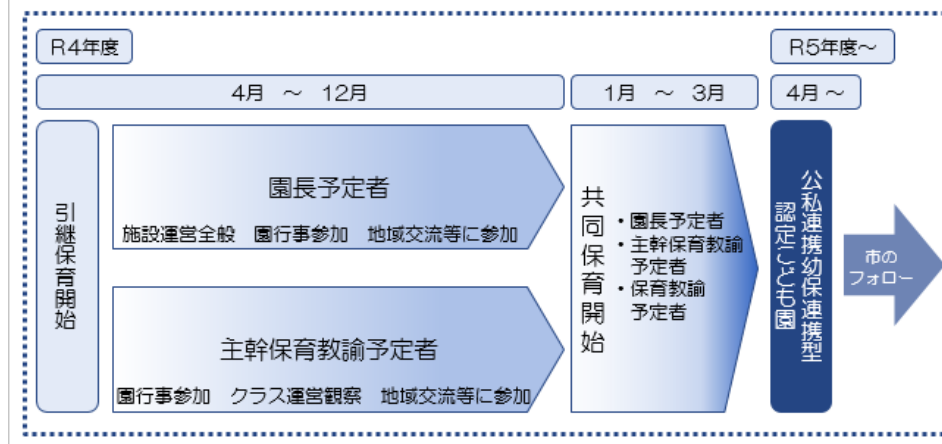 R4年度
R5年度～
4月 ～ 12月
1月 ～ 3月
4月～
引継保育開始
園長予定者
施設運営全般 園行事参加 地域交流等に参加
主幹保育教諭予定者
園行事参加 クラス運営観察 地域交流等に参加
共同保育開始
・園長予定者
・主幹保育教諭
予定者
・保育教諭
予定者
公私連携幼保連携型
認定こども園
市の
フォロー